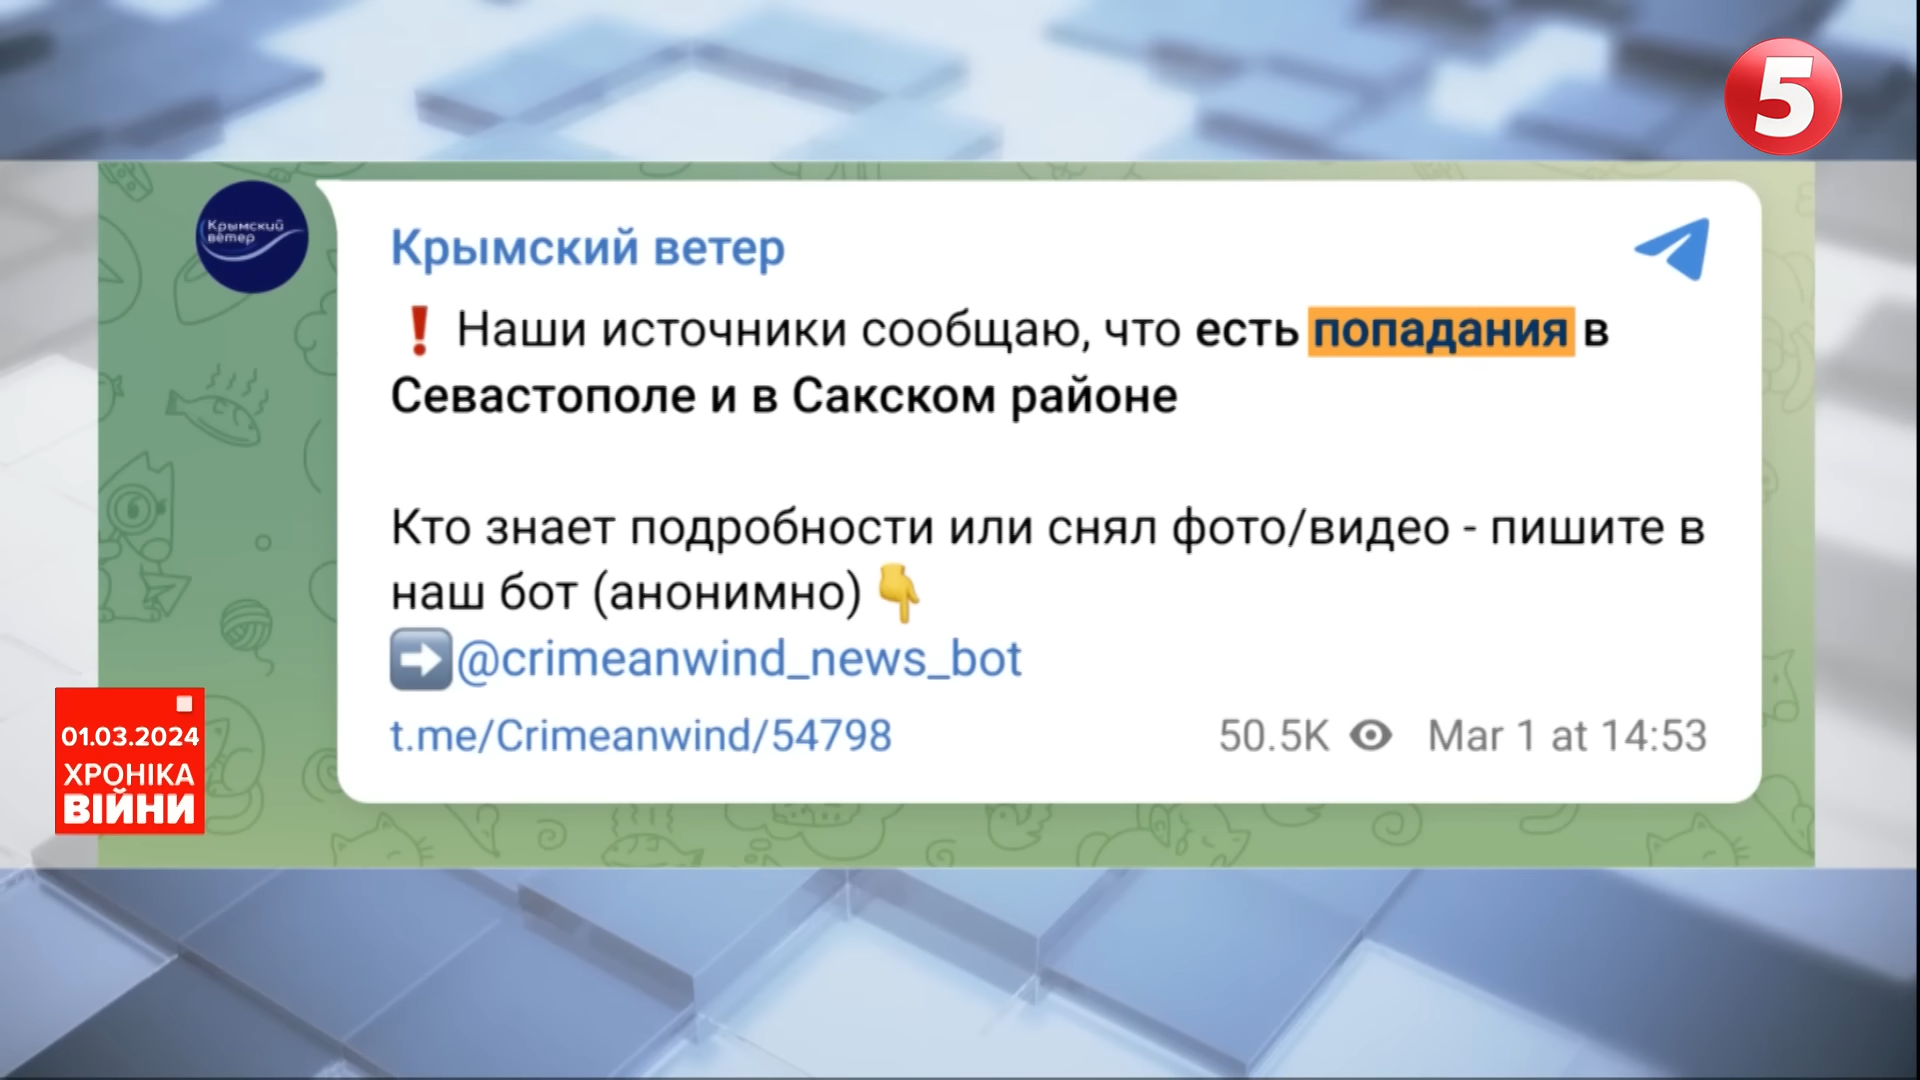 5
Крымский
ветер
Крымский ветер
❗ Наши источники сообщаю, что есть попадания в
Севастополе и в Сакском районе
Кто знает подробности или снял фото/видео - пишите в
наш бот (анонимно) 👇
➡️@crimeanwind_news_bot
t.me/Crimeanwind/54798 50.5K Mar 1 at 14:53
01.03.2024
ХРОНІКА
ВІЙНИ